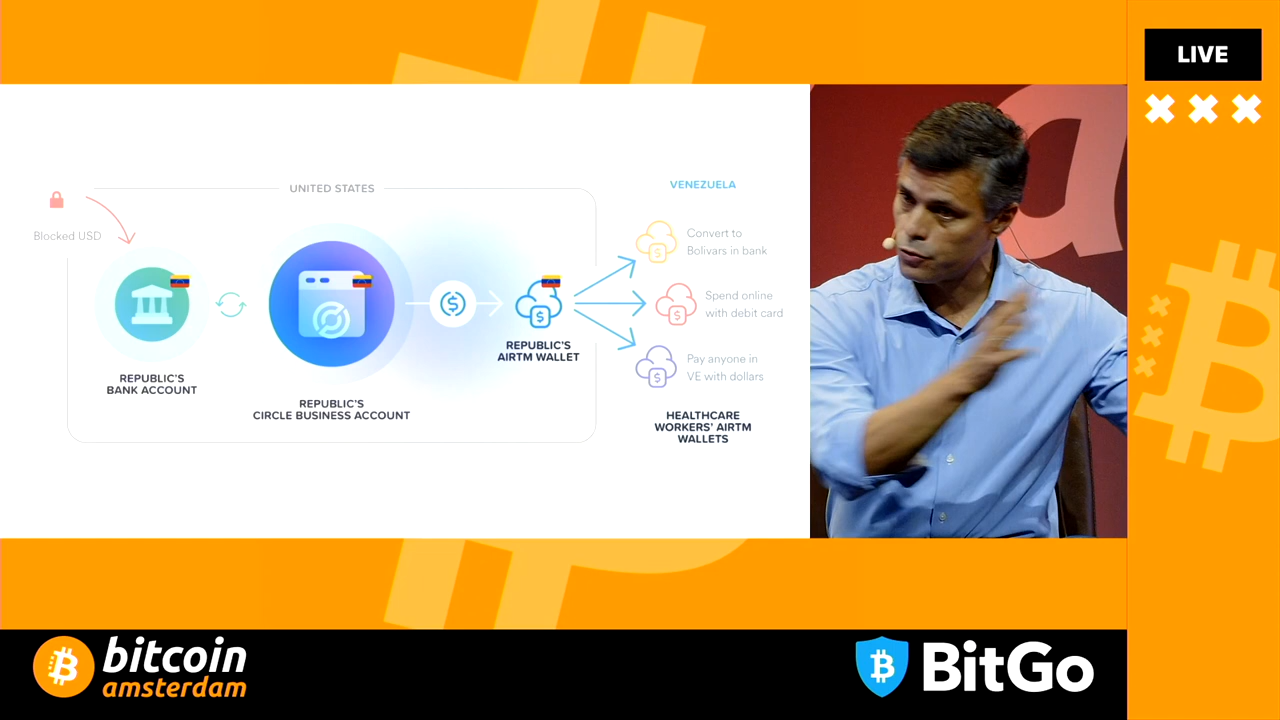 LIVE
UNITED STATES
VENEZUELA
Blocked USD
Convert to
Bolivars in bank
Spend online
with debit card
Pay anyone in
VE with dollars
REPUBLIC'S
BANK ACCOUNT
REPUBLIC'S
CIRCLE BUSINESS ACCOUNT
REPUBLIC'S
AIRTM WALLET
HEALTHCARE
WORKERS' AIRTM
WALLETS
bitcoin
amsterdam
BitGo